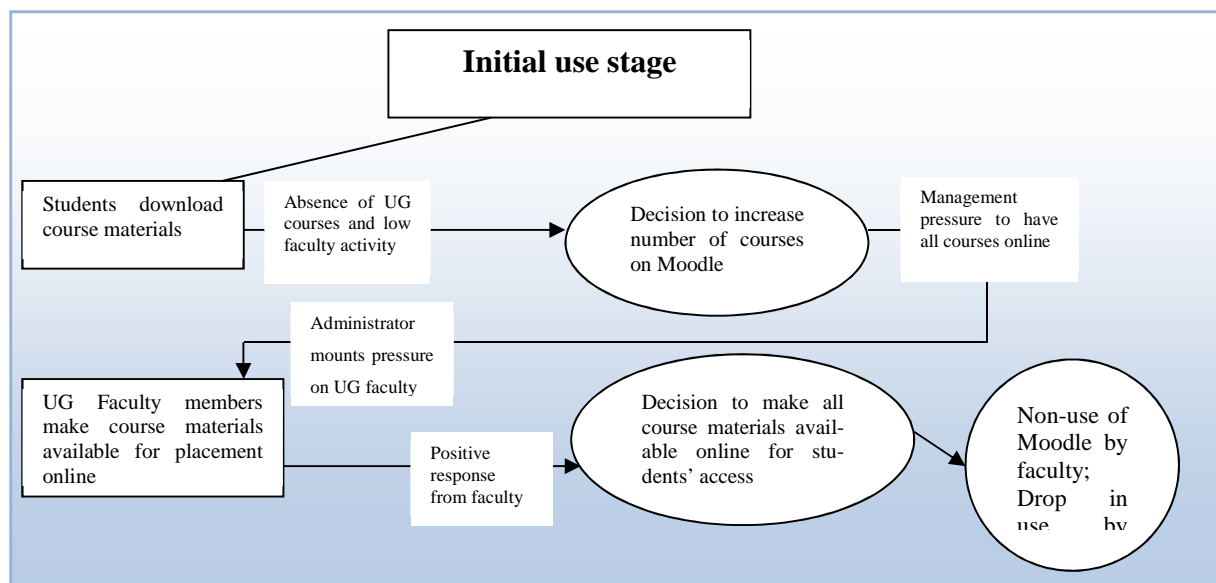 Initial use stage
Students download
course materials
Absence of UG
courses and low
faculty activity
Decision to increase
number of courses
on Moodle
Management
pressure to have
all courses online
Administrator
mounts pressure
on UG faculty
UG Faculty members
make course materials
available for placement
online
Positive
response
from faculty
Decision to make all
course materials avail-
able online for stu-
dents’ access
Non-use of
Moodle by
faculty;
Drop in
use by